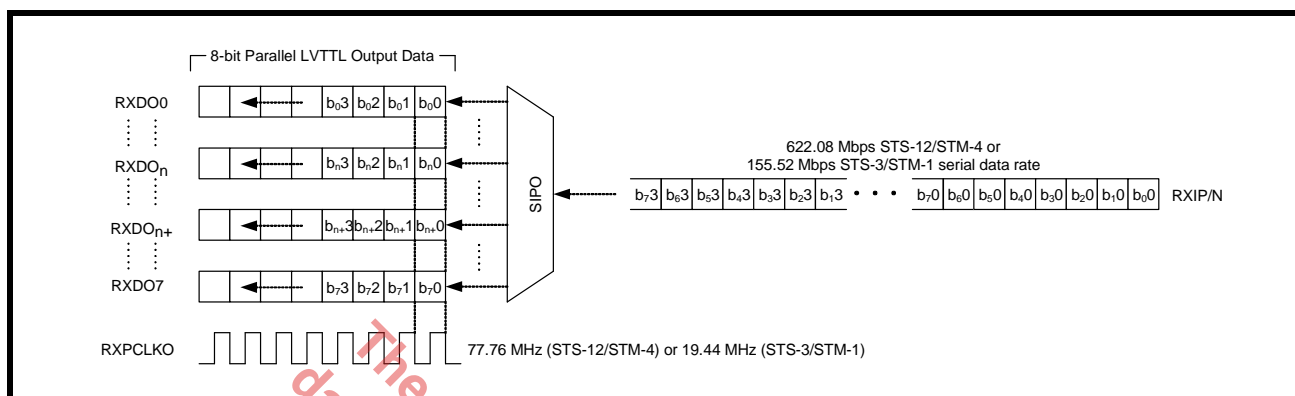 8-bit Parallel LVTTL Output Data
RXDO0
b₀3 b₀2 b₁1 b₀0
RXDOₙ
bₙ3 bₙ2 bₙ1 bₙ0
RXDOₙ₊
bₙ₊3 bₙ₊2 bₙ₊1 bₙ₊0
RXDO7
b₇3 b₇2 b₇1 b₇0
RXPCLKO
77.76 MHz (STS-12/STM-4) or 19.44 MHz (STS-3/STM-1)
SIPO
622.08 Mbps STS-12/STM-4 or
155.52 Mbps STS-3/STM-1 serial data rate
b₇3 b₆3 b₅3 b₄3 b₃3 b₂3 b₁3 • • • b₇0 b₆0 b₅0 b₄0 b₃0 b₂0 b₁0 b₀0
RXIP/N
The